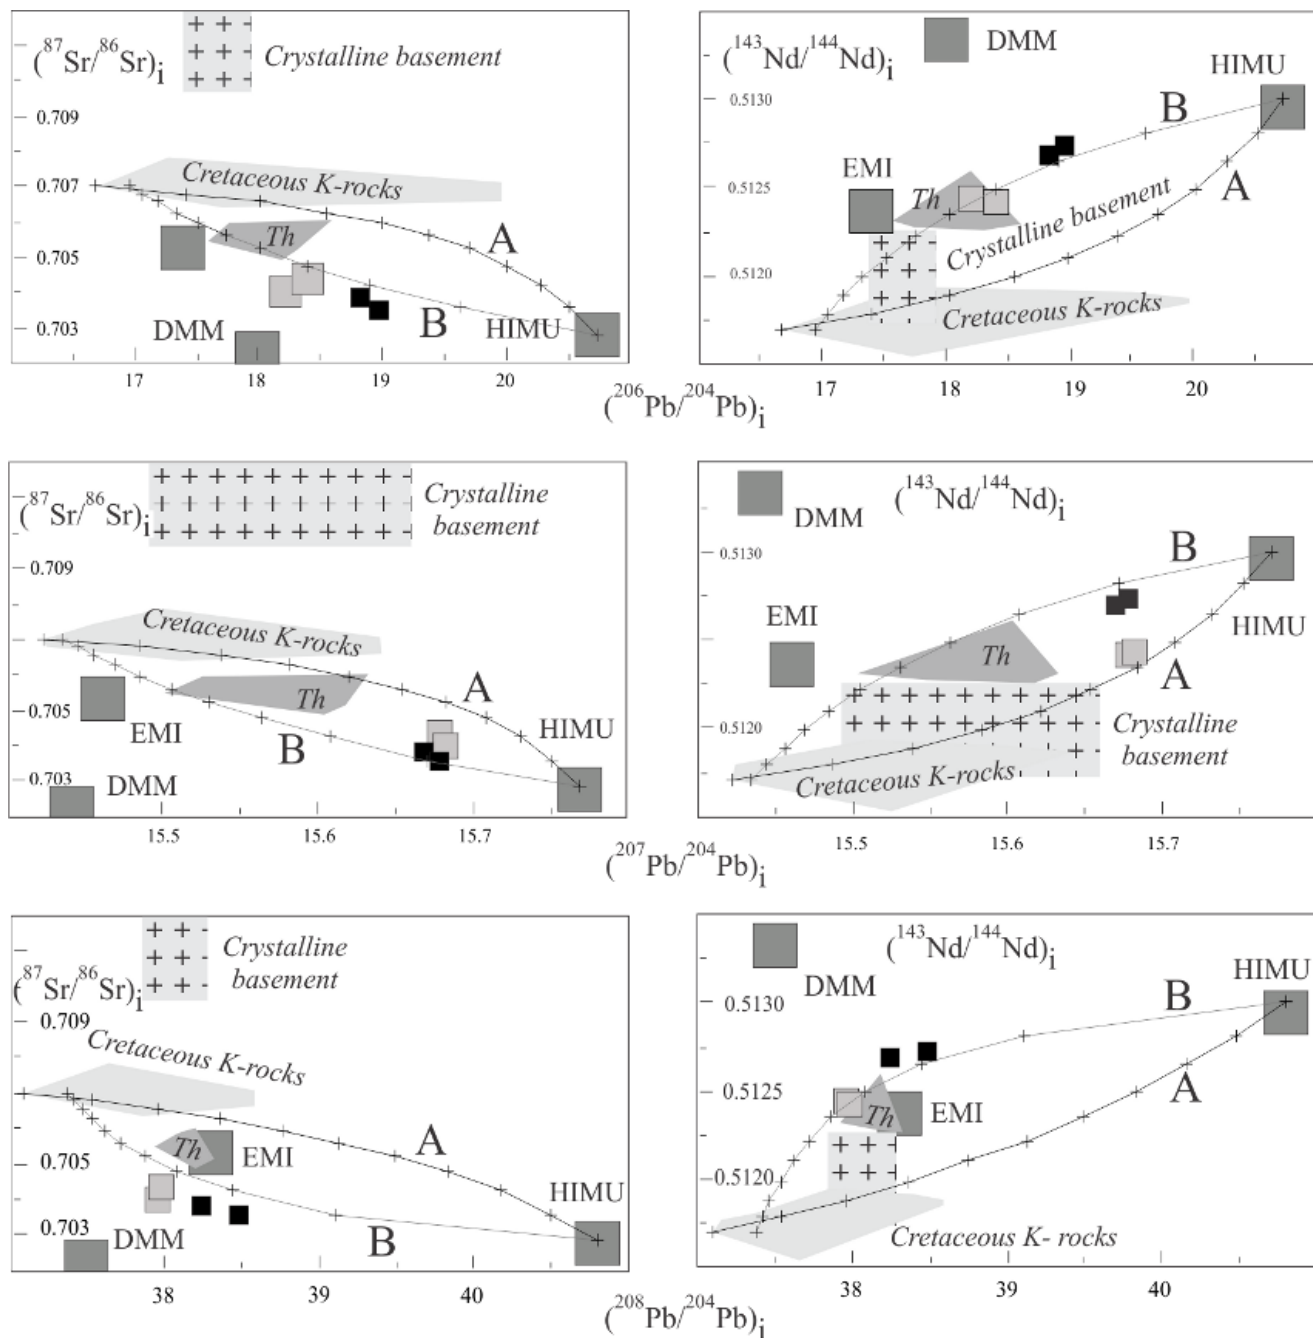 (87Sr/86Sr)i
Crystalline basement
0.709
0.707
Cretaceous K-rocks
Th
A
0.705
B
DMM
HIMU
0.703
17
18
19
20
DMM
(143Nd/144Nd)i
HIMU
0.5130
B
EMI
0.5125
Th
A
Crystalline basement
0.5120
Cretaceous K-rocks
17
18
19
20
(206Pb/204Pb)i
Crystalline
basement
(87Sr/86Sr)i
0.709
Cretaceous K-rocks
Th
A
0.705
EMI
B
HIMU
0.703
DMM
15.5
15.6
15.7
(143Nd/144Nd)i
DMM
0.5130
B
EMI
HIMU
Th
A
0.5120
Crystalline
basement
Cretaceous K-rocks
15.5
15.6
15.7
(207Pb/204Pb)i
Crystalline
basement
(87Sr/86Sr)i
0.709
Cretaceous K-rocks
Th
A
0.705
EMI
HIMU
0.703
DMM
B
38
39
40
(143Nd/144Nd)i
DMM
HIMU
0.5130
B
0.5125
Th
EMI
A
0.5120
Cretaceous K- rocks
38
39
40
(208Pb/204Pb)i